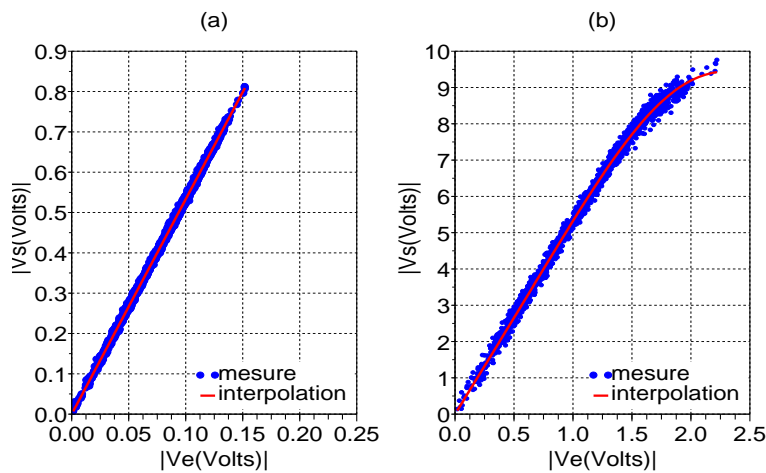 (a)
|Vs(Volts)|
0.9
0.8
0.7
0.6
0.5
0.4
0.3
0.2
0.1
0.0
mesure
interpolation
0.00 0.05 0.10 0.15 0.20 0.25
|Ve(Volts)|
(b)
|Vs(Volts)|
10
9
8
7
6
5
4
3
2
1
0
mesure
interpolation
0.0 0.5 1.0 1.5 2.0 2.5
|Ve(Volts)|